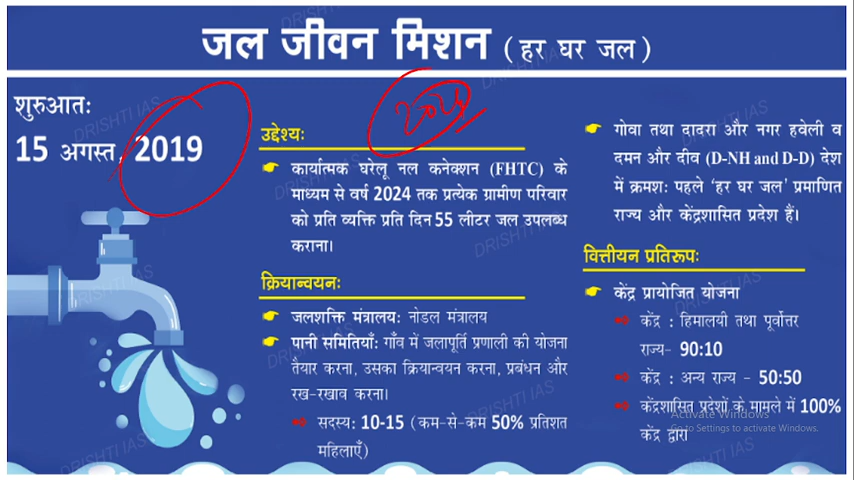 जल जीवन मिशन (हर घर जल)
शुरुआतः
15 अगस्त, 2019
उद्देश्यः
कार्यात्मक घरेलू नल कनेक्शन (FHTC) के
माध्यम से वर्ष 2024 तक प्रत्येक ग्रामीण परिवार
को प्रति व्यक्ति प्रति दिन 55 लीटर जल उपलब्ध
कराना।
क्रियान्वयनः
जलशक्ति मंत्रालयः नोडल मंत्रालय
पानी समितियाँः गाँव में जलापूर्ति प्रणाली की योजना
तैयार करना, उसका क्रियान्वयन करना, प्रबंधन और
रख-रखाव करना।
सदस्यः 10-15 (कम-से-कम 50% प्रतिशत
महिलाएँ)
गोवा तथा दादरा और नगर हवेली व
दमन और दीव (D-NH and D-D) देश
में क्रमशः पहले 'हर घर जल' प्रमाणित
राज्य और केंद्रशासित प्रदेश हैं।
वित्तीयन प्रतिरूपः
केंद्र प्रायोजित योजना
केंद्र : हिमालयी तथा पूर्वोत्तर
राज्य- 90:10
केंद्र : अन्य राज्य - 50:50
केंद्रशासित प्रदेशों के मामले में 100%
केंद्र द्वारा
Activate Windows
Go to Settings to activate Windows.
DRISHTI IAS